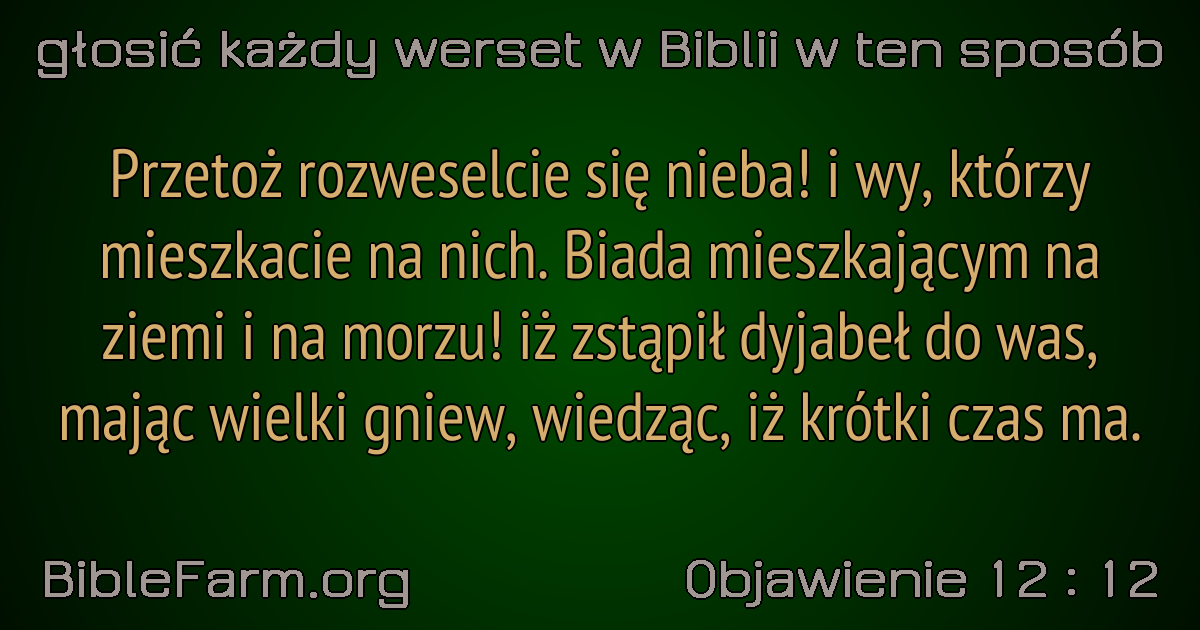 głosić każdy werset w Biblii w ten sposób
Przetoż rozweselcie się nieba! i wy, którzy
mieszkacie na nich. Biada mieszkającym na
ziemi i na morzu! iż zstąpił dyjabeł do was,
mając wielki gniew, wiedząc, iż krótki czas ma.
BibleFarm.org
Objawienie 12 : 12